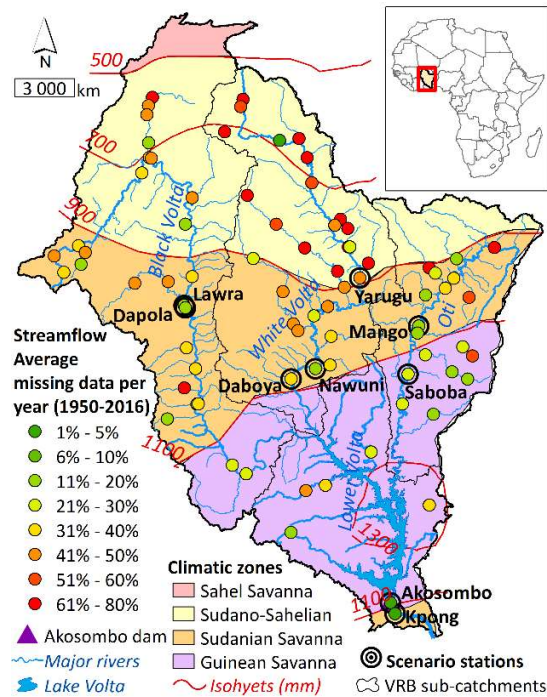 N
3 000 km
500
700
900
Black Volta
White Volta
Oti
Lawra
Dapola
Yarugu
Mango
Daboya
Nawuni
Saboba
1100
Lower Volta
1300
1100
Akosombo
Kpong
Streamflow
Average
missing data per
year (1950-2016)
1% - 5%
6% - 10%
11% - 20%
21% - 30%
31% - 40%
41% - 50%
51% - 60%
61% - 80%
Akosombo dam
Major rivers
Lake Volta
Climatic zones
Sahel Savanna
Sudano-Sahelian
Sudanian Savanna
Guinean Savanna
Isohyets (mm)
Scenario stations
VRB sub-catchments